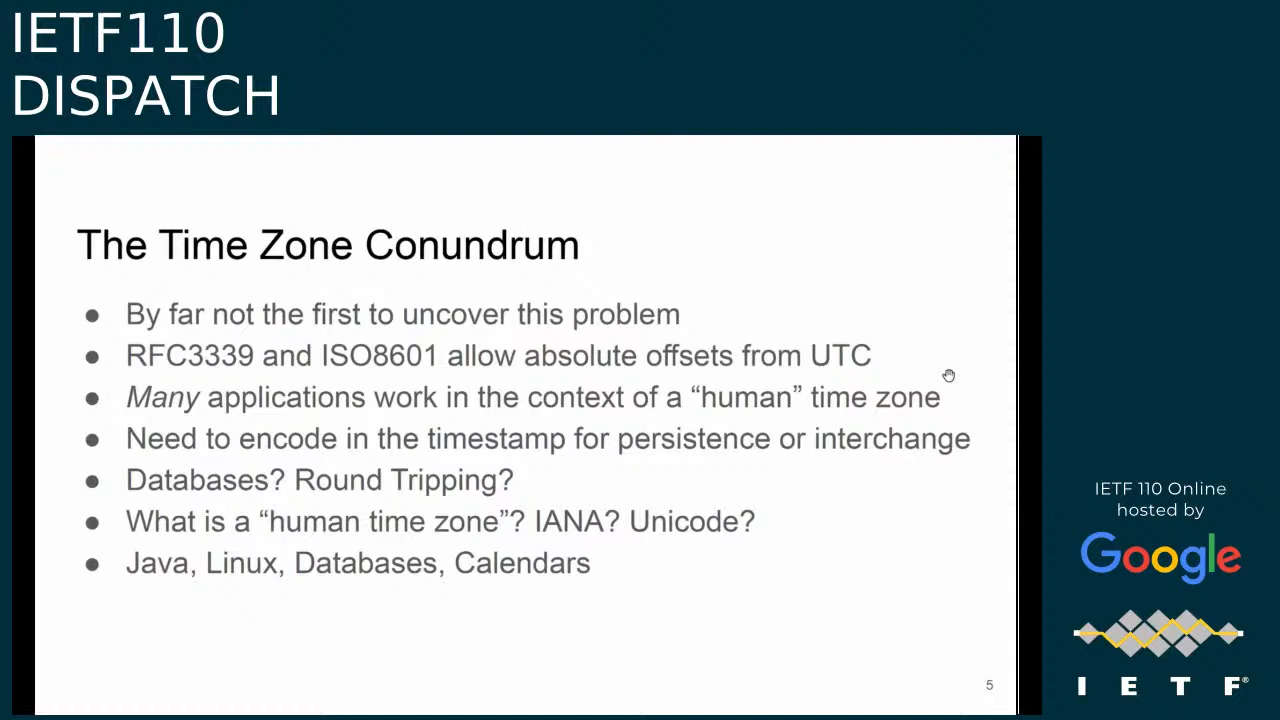 IETF110
DISPATCH
The Time Zone Conundrum
● By far not the first to uncover this problem
● RFC3339 and ISO8601 allow absolute offsets from UTC
● Many applications work in the context of a “human” time zone
● Need to encode in the timestamp for persistence or interchange
● Databases? Round Tripping?
● What is a “human time zone”? IANA? Unicode?
● Java, Linux, Databases, Calendars
5
IETF 110 Online
hosted by
Google
I E T F®